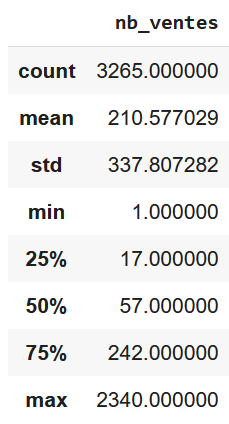 nb_ventes
count 3265.000000
mean 210.577029
std 337.807282
min 1.000000
25% 17.000000
50% 57.000000
75% 242.000000
max 2340.000000